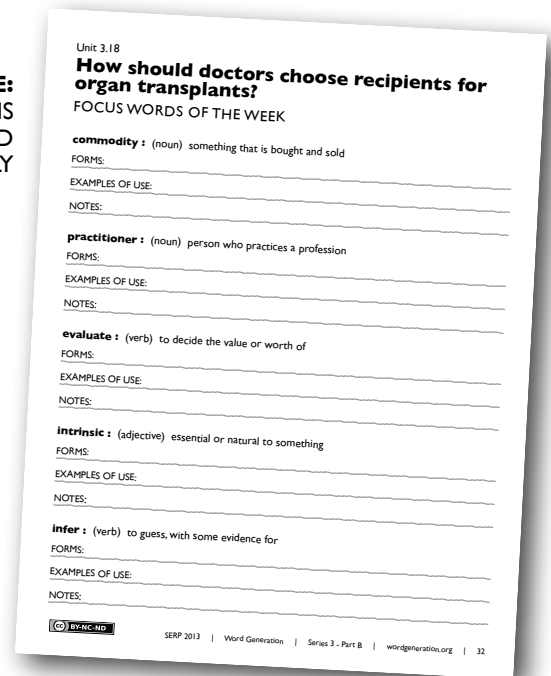 E:
IS
D
LY
Unit 3.18
How should doctors choose recipients for
organ transplants?
FOCUS WORDS OF THE WEEK
commodity : (noun) something that is bought and sold
FORMS:
EXAMPLES OF USE:
NOTES:
practitioner : (noun) person who practices a profession
FORMS:
EXAMPLES OF USE:
NOTES:
evaluate : (verb) to decide the value or worth of
FORMS:
EXAMPLES OF USE:
NOTES:
intrinsic : (adjective) essential or natural to something
FORMS:
EXAMPLES OF USE:
NOTES:
infer : (verb) to guess, with some evidence for
FORMS:
EXAMPLES OF USE:
NOTES:
cc BY-NC-ND
SERP 2013 | Word Generation | Series 3 - Part B | wordgeneration.org | 32